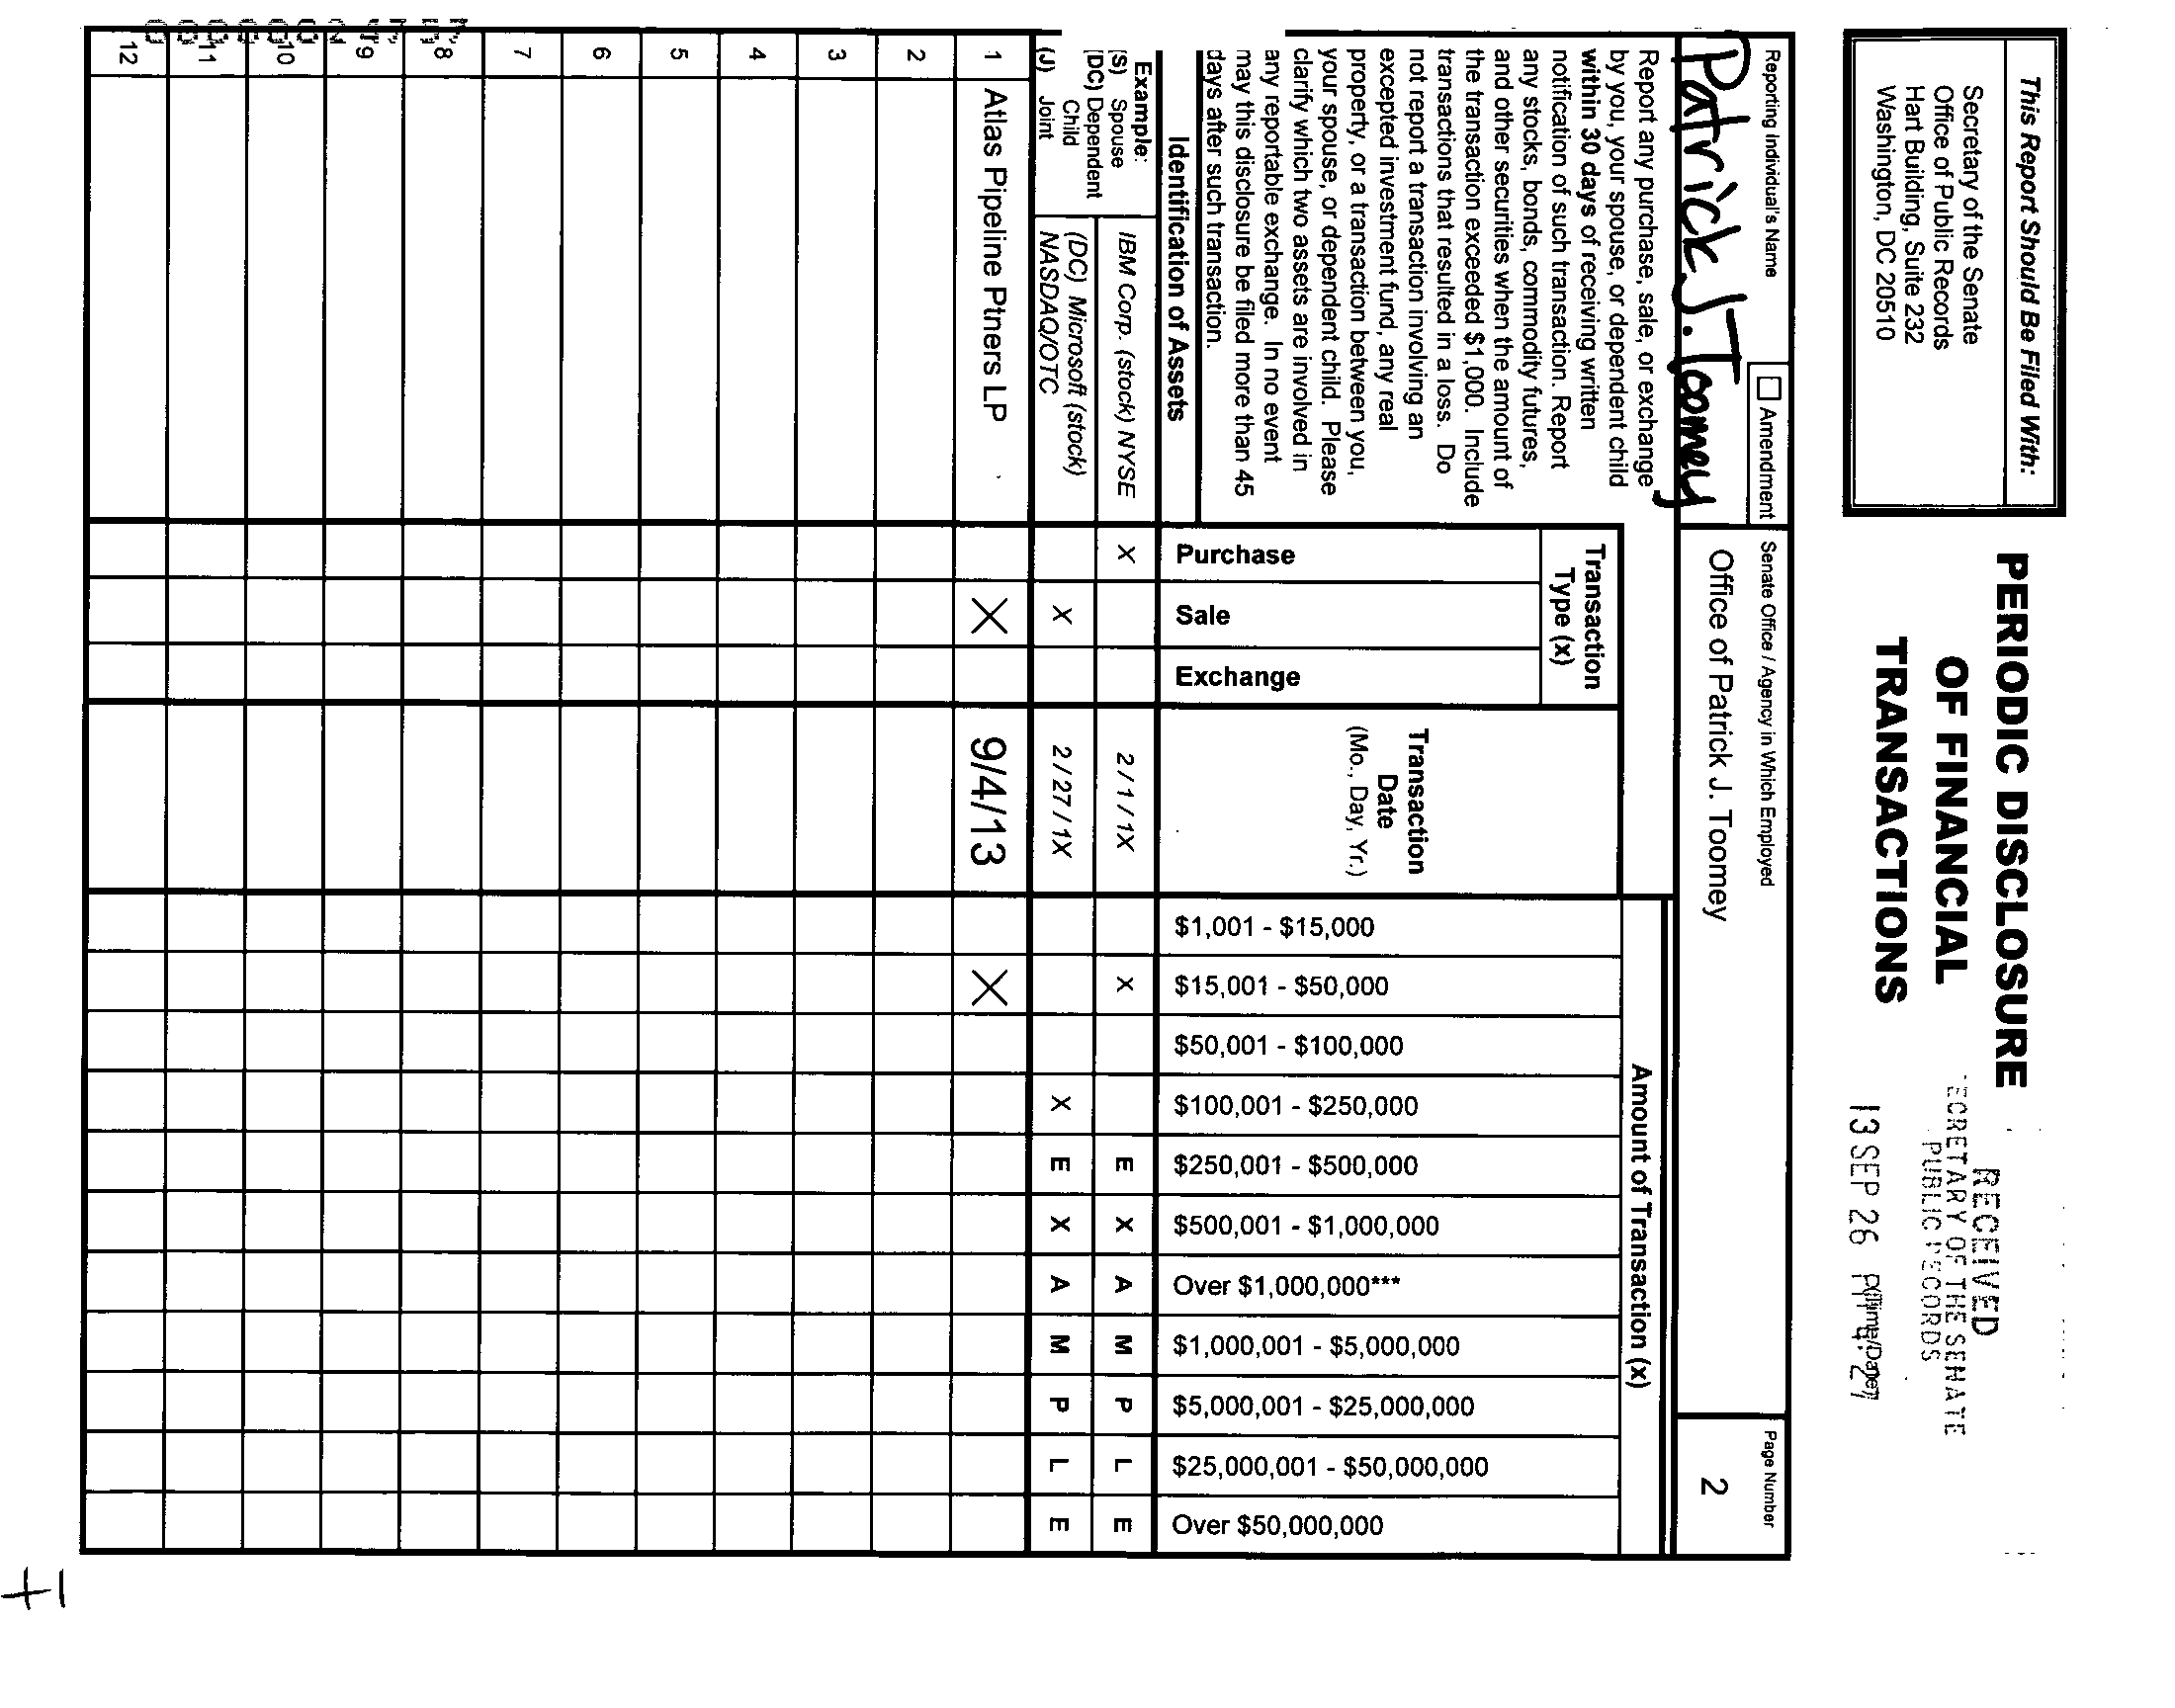 This Report Should Be Filed With:
Secretary of the Senate
Office of Public Records
Hart Building, Suite 232
Washington, DC 20510
PERIODIC DISCLOSURE
OF FINANCIAL
TRANSACTIONS
RECEIVED
ECRETARY OF THE SENATE
PUBLIC RECORDS
13 SEP 26
Reporting Individual's Name
Amendment
Patrick J. Toomey
Senate Office / Agency in Which Employed
Office of Patrick J. Toomey
Page Number
2
Report any purchase, sale, or exchange
by you, your spouse, or dependent child
within 30 days of receiving written
notification of such transaction. Report
any stocks, bonds, commodity futures,
and other securities when the amount of
the transaction exceeded $1,000. Include
transactions that resulted in a loss. Do
not report a transaction involving an
excepted investment fund, any real
property, or a transaction between you,
your spouse, or dependent child. Please
clarify which two assets are involved in
any reportable exchange. In no event
may this disclosure be filed more than 45
days after such transaction.
Identification of Assets
Transaction
Type (x)
Purchase
Sale
Exchange
Transaction
Date
(Mo., Day, Yr.)
Amount of Transaction (x)
$1,001 - $15,000
$15,001 - $50,000
$50,001 - $100,000
$100,001 - $250,000
$250,001 - $500,000
$500,001 - $1,000,000
Over $1,000,000***
$1,000,001 - $5,000,000
$5,000,001 - $25,000,000
$25,000,001 - $50,000,000
Over $50,000,000
Example:
(S) Spouse
(DC) Dependent
Child
(J) Joint
IBM Corp. (stock) NYSE X 2 / 1 / 1X X E X A M P L E
(DC) Microsoft (stock)
NASDAQ/OTC X 2 / 27 / 1X X E X A M P L E
1 Atlas Pipeline Ptners LP X 9/4/13 X
2
3
4
5
6
7
8
9
10
11
12